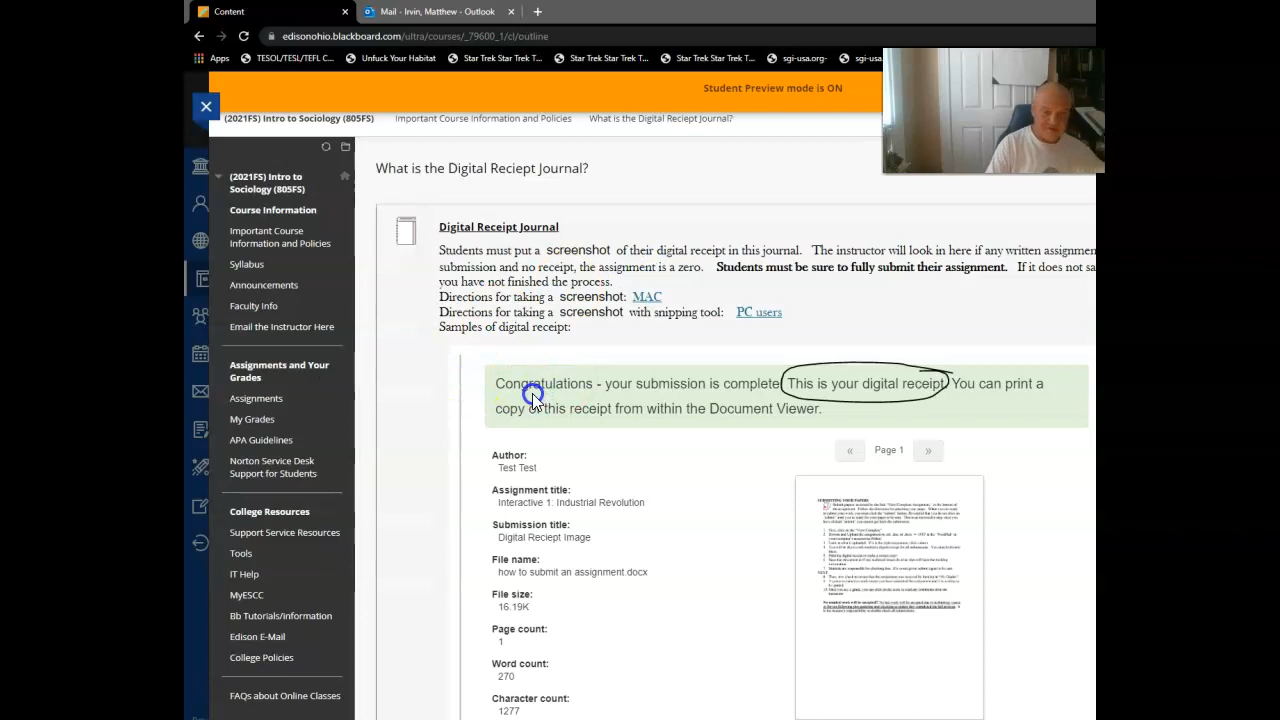 Content
Mail - Irvin, Matthew - Outlook
edisonohio.blackboard.com/ultra/courses/_79600_1/cl/outline
Apps TESOL/TESL/TEFL C... Unfuck Your Habitat Star Trek Star Trek T... Star Trek Star Trek T... Star Trek Star Trek T... sgi-usa.org- sgi-usa.o
Student Preview mode is ON
(2021FS) Intro to Sociology (805FS) Important Course Information and Policies What is the Digital Reciept Journal?
(2021FS) Intro to
Sociology (805FS)
Course Information
Important Course
Information and Policies
Syllabus
Announcements
Faculty Info
Email the Instructor Here
Assignments and Your
Grades
Assignments
My Grades
APA Guidelines
Norton Service Desk
Support for Students
College Resources
Support Service Resources
Tools
IT Help
MyESCC
Bb Tutorials/information
Edison E-Mail
College Policies
FAQs about Online Classes
What is the Digital Reciept Journal?
Digital Receipt Journal
Students must put a screenshot of their digital receipt in this journal. The instructor will look in here if any written assignmen
submission and no receipt, the assignment is a zero. Students must be sure to fully submit their assignment. If it does not sa
you have not finished the process.
Directions for taking a screenshot: MAC
Directions for taking a screenshot with snipping tool: PC users
Samples of digital receipt:
Congratulations - your submission is complete This is your digital receipt. You can print a
copy of this receipt from within the Document Viewer.
« Page 1 »
Author:
Test Test
Assignment title:
Interactive 1: Industrial Revolution
Submission title:
Digital Reciept Image
File name:
how to submit an assignment.docx
File size:
16.19K
Page count:
1
Word count:
270
Character count:
1277
SUBMITTING YOUR PAPERS